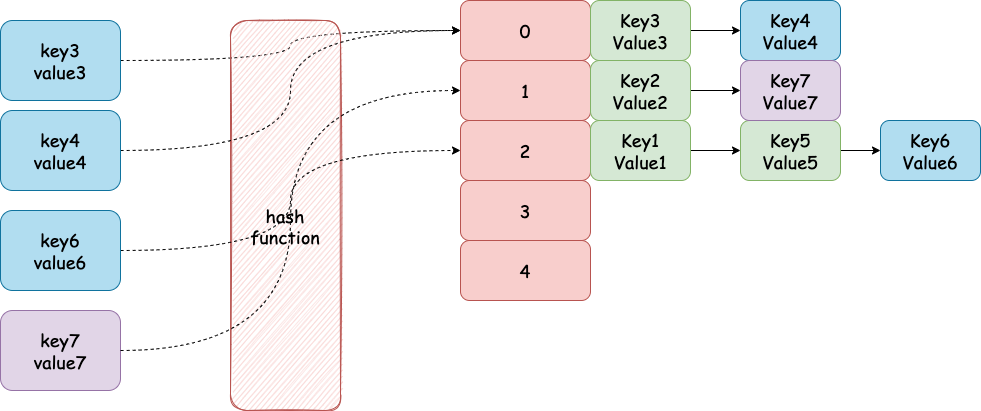 key3
value3
key4
value4
key6
value6
key7
value7
hash
function
0
Key3
Value3
Key4
Value4
1
Key2
Value2
Key7
Value7
2
Key1
Value1
Key5
Value5
Key6
Value6
3
4